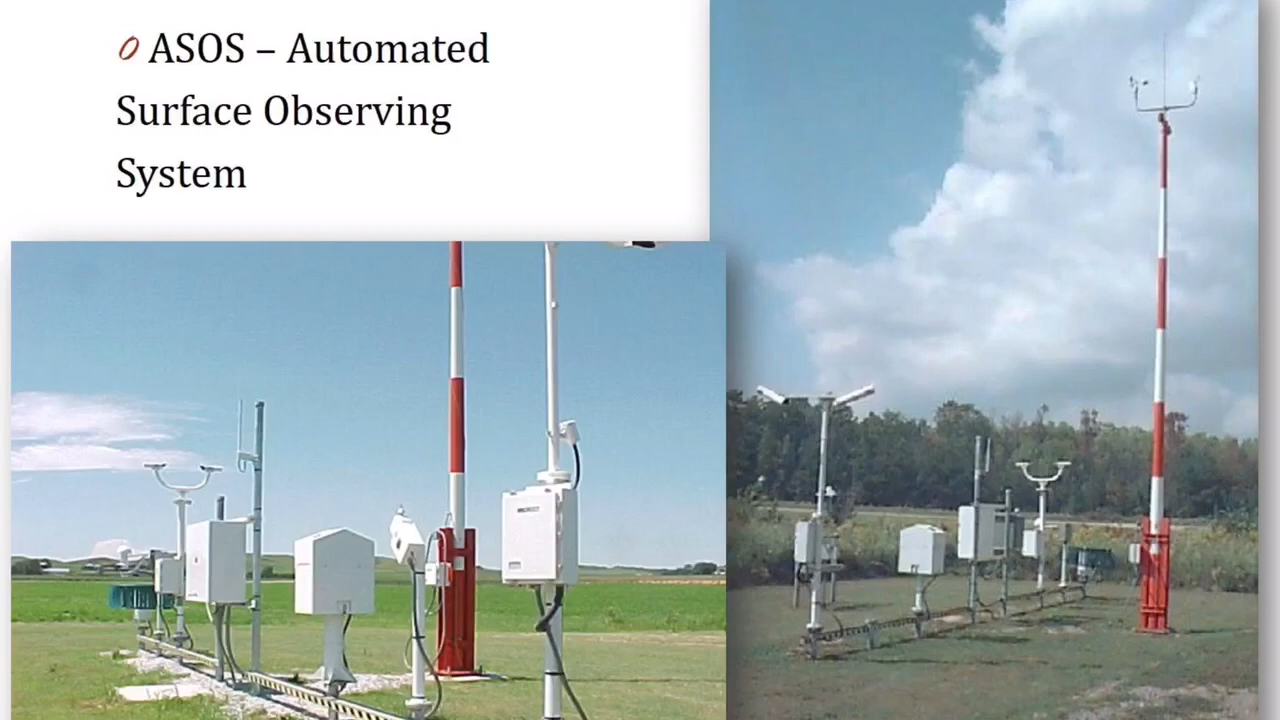 ASOS – Automated
Surface Observing
System